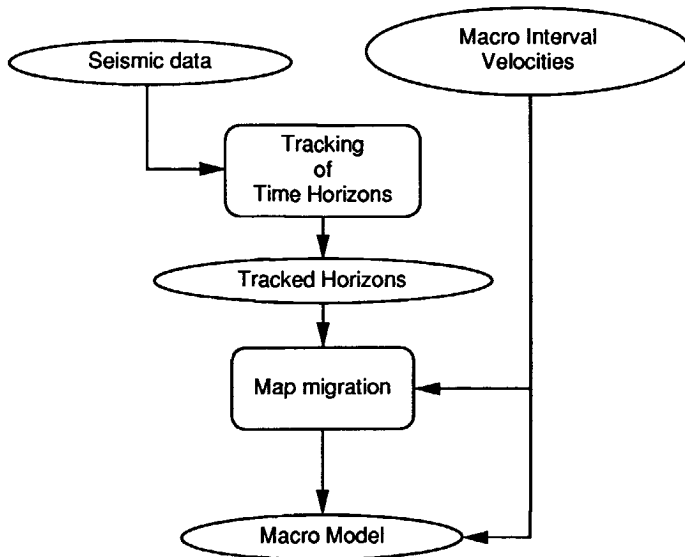 Seismic data
Macro Interval
Velocities
Tracking
of
Time Horizons
Tracked Horizons
Map migration
Macro Model